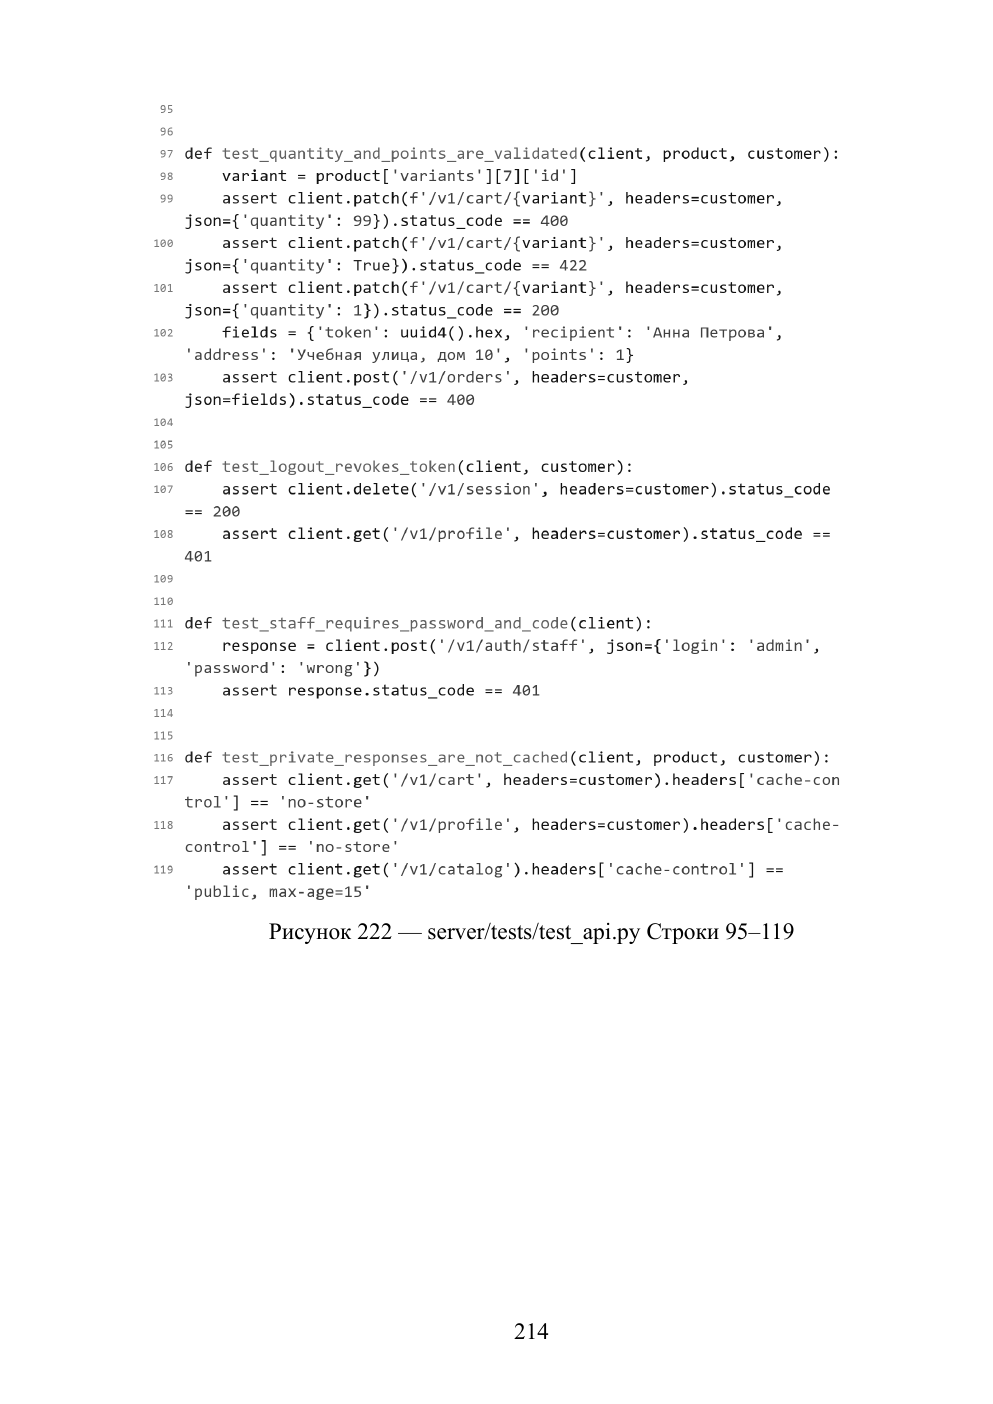 95
96
97 def test_quantity_and_points_are_validated(client, product, customer):
98     variant = product['variants'][7]['id']
99     assert client.patch(f'/v1/cart/{variant}', headers=customer,
json={'quantity': 99}).status_code == 400
100     assert client.patch(f'/v1/cart/{variant}', headers=customer,
json={'quantity': True}).status_code == 422
101     assert client.patch(f'/v1/cart/{variant}', headers=customer,
json={'quantity': 1}).status_code == 200
102     fields = {'token': uuid4().hex, 'recipient': 'Анна Петрова',
'address': 'Учебная улица, дом 10', 'points': 1}
103     assert client.post('/v1/orders', headers=customer,
json=fields).status_code == 400
104
105
106 def test_logout_revokes_token(client, customer):
107     assert client.delete('/v1/session', headers=customer).status_code
== 200
108     assert client.get('/v1/profile', headers=customer).status_code ==
401
109
110
111 def test_staff_requires_password_and_code(client):
112     response = client.post('/v1/auth/staff', json={'login': 'admin',
'password': 'wrong'})
113     assert response.status_code == 401
114
115
116 def test_private_responses_are_not_cached(client, product, customer):
117     assert client.get('/v1/cart', headers=customer).headers['cache-con
trol'] == 'no-store'
118     assert client.get('/v1/profile', headers=customer).headers['cache-
control'] == 'no-store'
119     assert client.get('/v1/catalog').headers['cache-control'] ==
'public, max-age=15'
Рисунок 222 — server/tests/test_api.py Строки 95–119
214